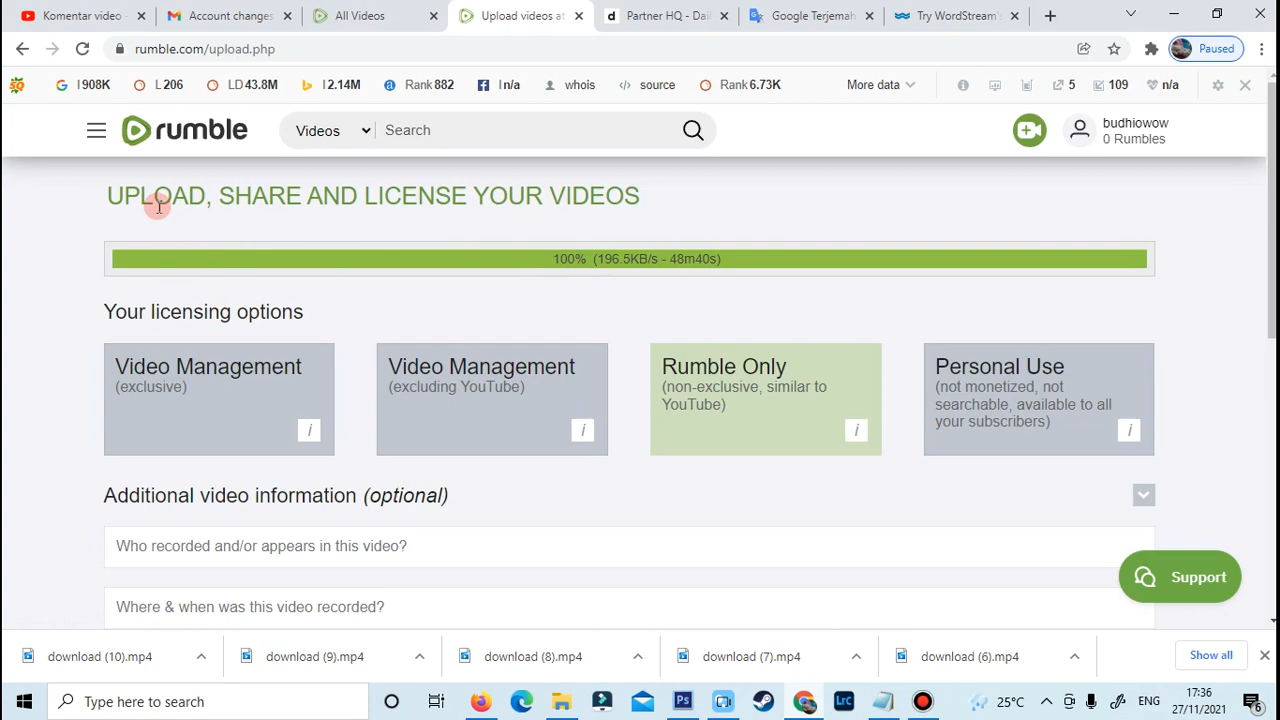 Komentar video -
Account changes
All Videos
Upload videos at
Partner HQ - Dail
Google Terjemah
Try WordStream's
rumble.com/upload.php
Paused
I 908K
L 206
LD 43.8M
I 2.14M
Rank 882
I n/a
whois
source
Rank 6.73K
More data
5
109
n/a
rumble
Videos
Search
budhiowow
0 Rumbles
UPLOAD, SHARE AND LICENSE YOUR VIDEOS
100% (196.5KB/s - 48m40s)
Your licensing options
Video Management
(exclusive)
i
Video Management
(excluding YouTube)
i
Rumble Only
(non-exclusive, similar to
YouTube)
i
Personal Use
(not monetized, not
searchable, available to all
your subscribers)
i
Additional video information (optional)
Who recorded and/or appears in this video?
Where & when was this video recorded?
Support
download (10).mp4
download (9).mp4
download (8).mp4
download (7).mp4
download (6).mp4
Show all
Type here to search
Ps
Lrc
25°C
ENG
17:36
27/11/2021
6